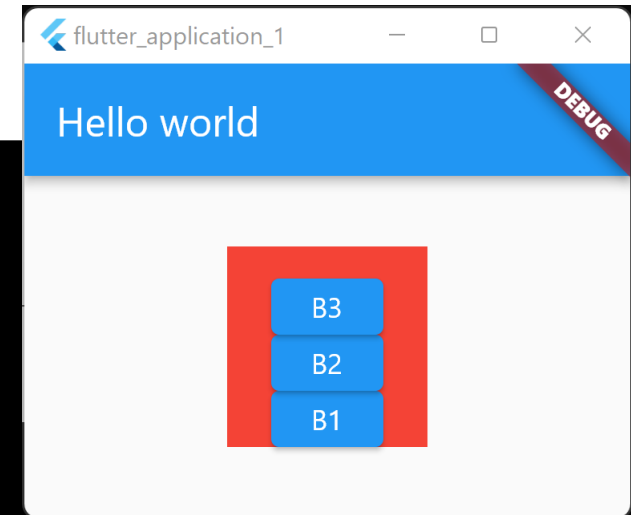 flutter_application_1
DEBUG
Hello world
B3
B2
B1